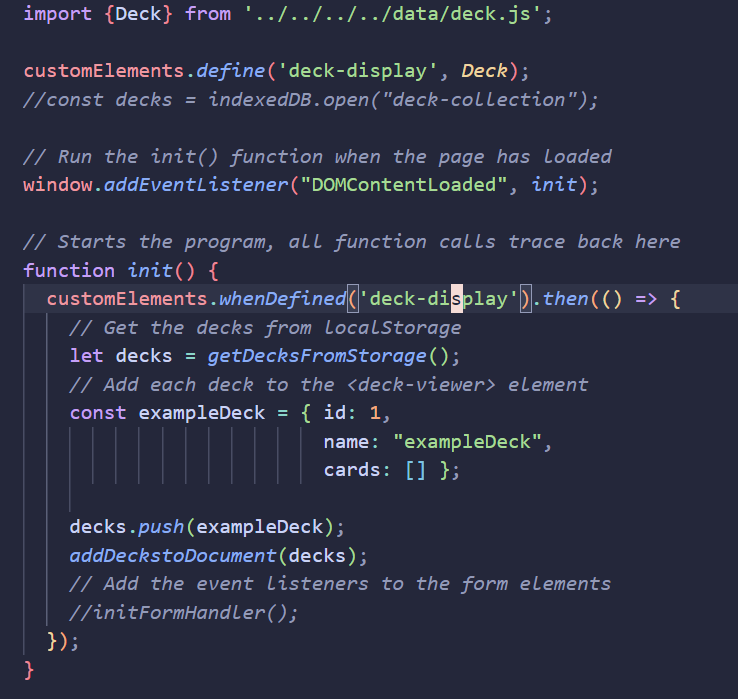 import {Deck} from '../../../../data/deck.js';
customElements.define('deck-display', Deck);
//const decks = indexedDB.open("deck-collection");
// Run the init() function when the page has loaded
window.addEventListener("DOMContentLoaded", init);
// Starts the program, all function calls trace back here
function init() {
customElements.whenDefined('deck-display').then(() => {
// Get the decks from localStorage
let decks = getDecksFromStorage();
// Add each deck to the <deck-viewer> element
const exampleDeck = { id: 1,
name: "exampleDeck",
cards: [] };
decks.push(exampleDeck);
addDeckstoDocument(decks);
// Add the event listeners to the form elements
//initFormHandler();
});
}